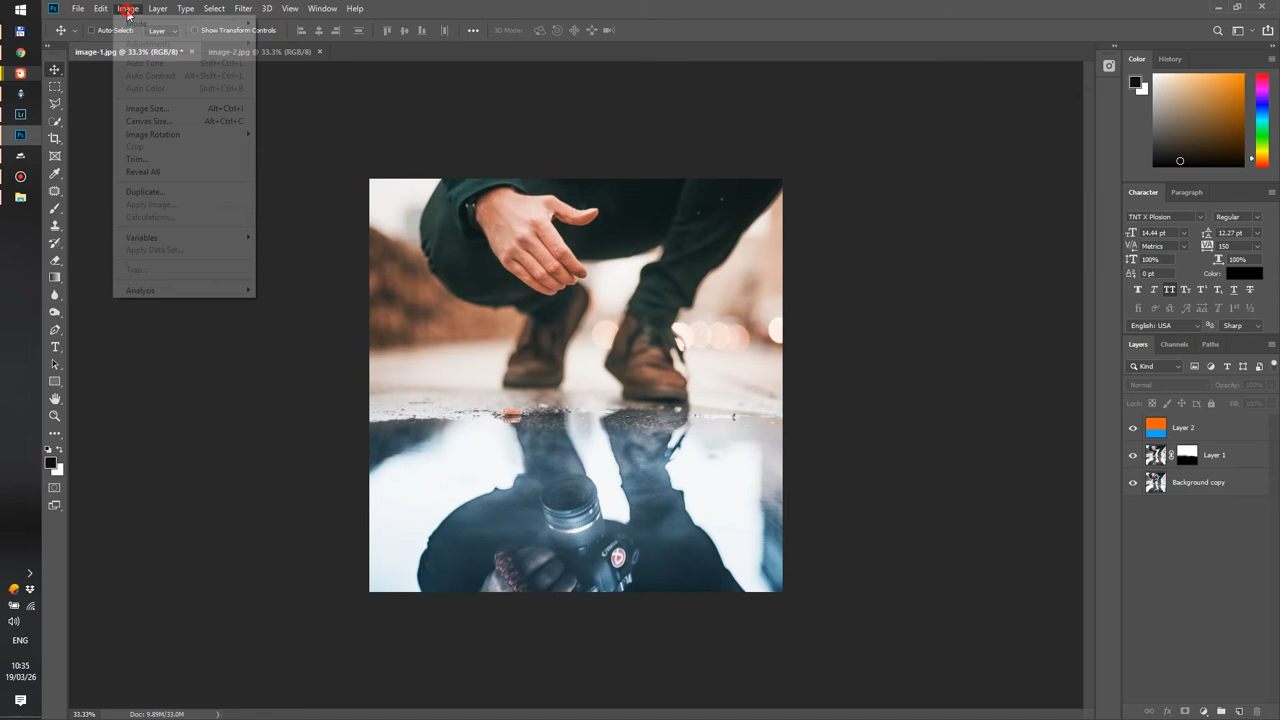 File Edit Image Layer Type Select Filter 3D View Window Help
Auto-Select: Layer Show Transform Controls 3D Mode:
image-1.jpg @ 33.3% (RGB/8) * × image-2.jpg @ 33.3% (RGB/8) ×
Mode
Adjustments
Auto Tone Shift+Ctrl+L
Auto Contrast Alt+Shift+Ctrl+L
Auto Color Shift+Ctrl+B
Image Size... Alt+Ctrl+I
Canvas Size... Alt+Ctrl+C
Image Rotation
Crop
Trim...
Reveal All
Duplicate...
Apply Image...
Calculations...
Variables
Apply Data Set...
Trap...
Analysis
Color History
Character Paragraph
TNT X Plosion Regular
14.44 pt 12.27 pt
Metrics 150
100% 100%
0 pt Color:
English: USA Sharp
Layers Channels Paths
Kind
Normal Opacity: 100%
Lock: Fill: 100%
Layer 2
Layer 1
Background copy
ENG
10:35
19/03/26
33.33% Doc: 9.89M/33.0M